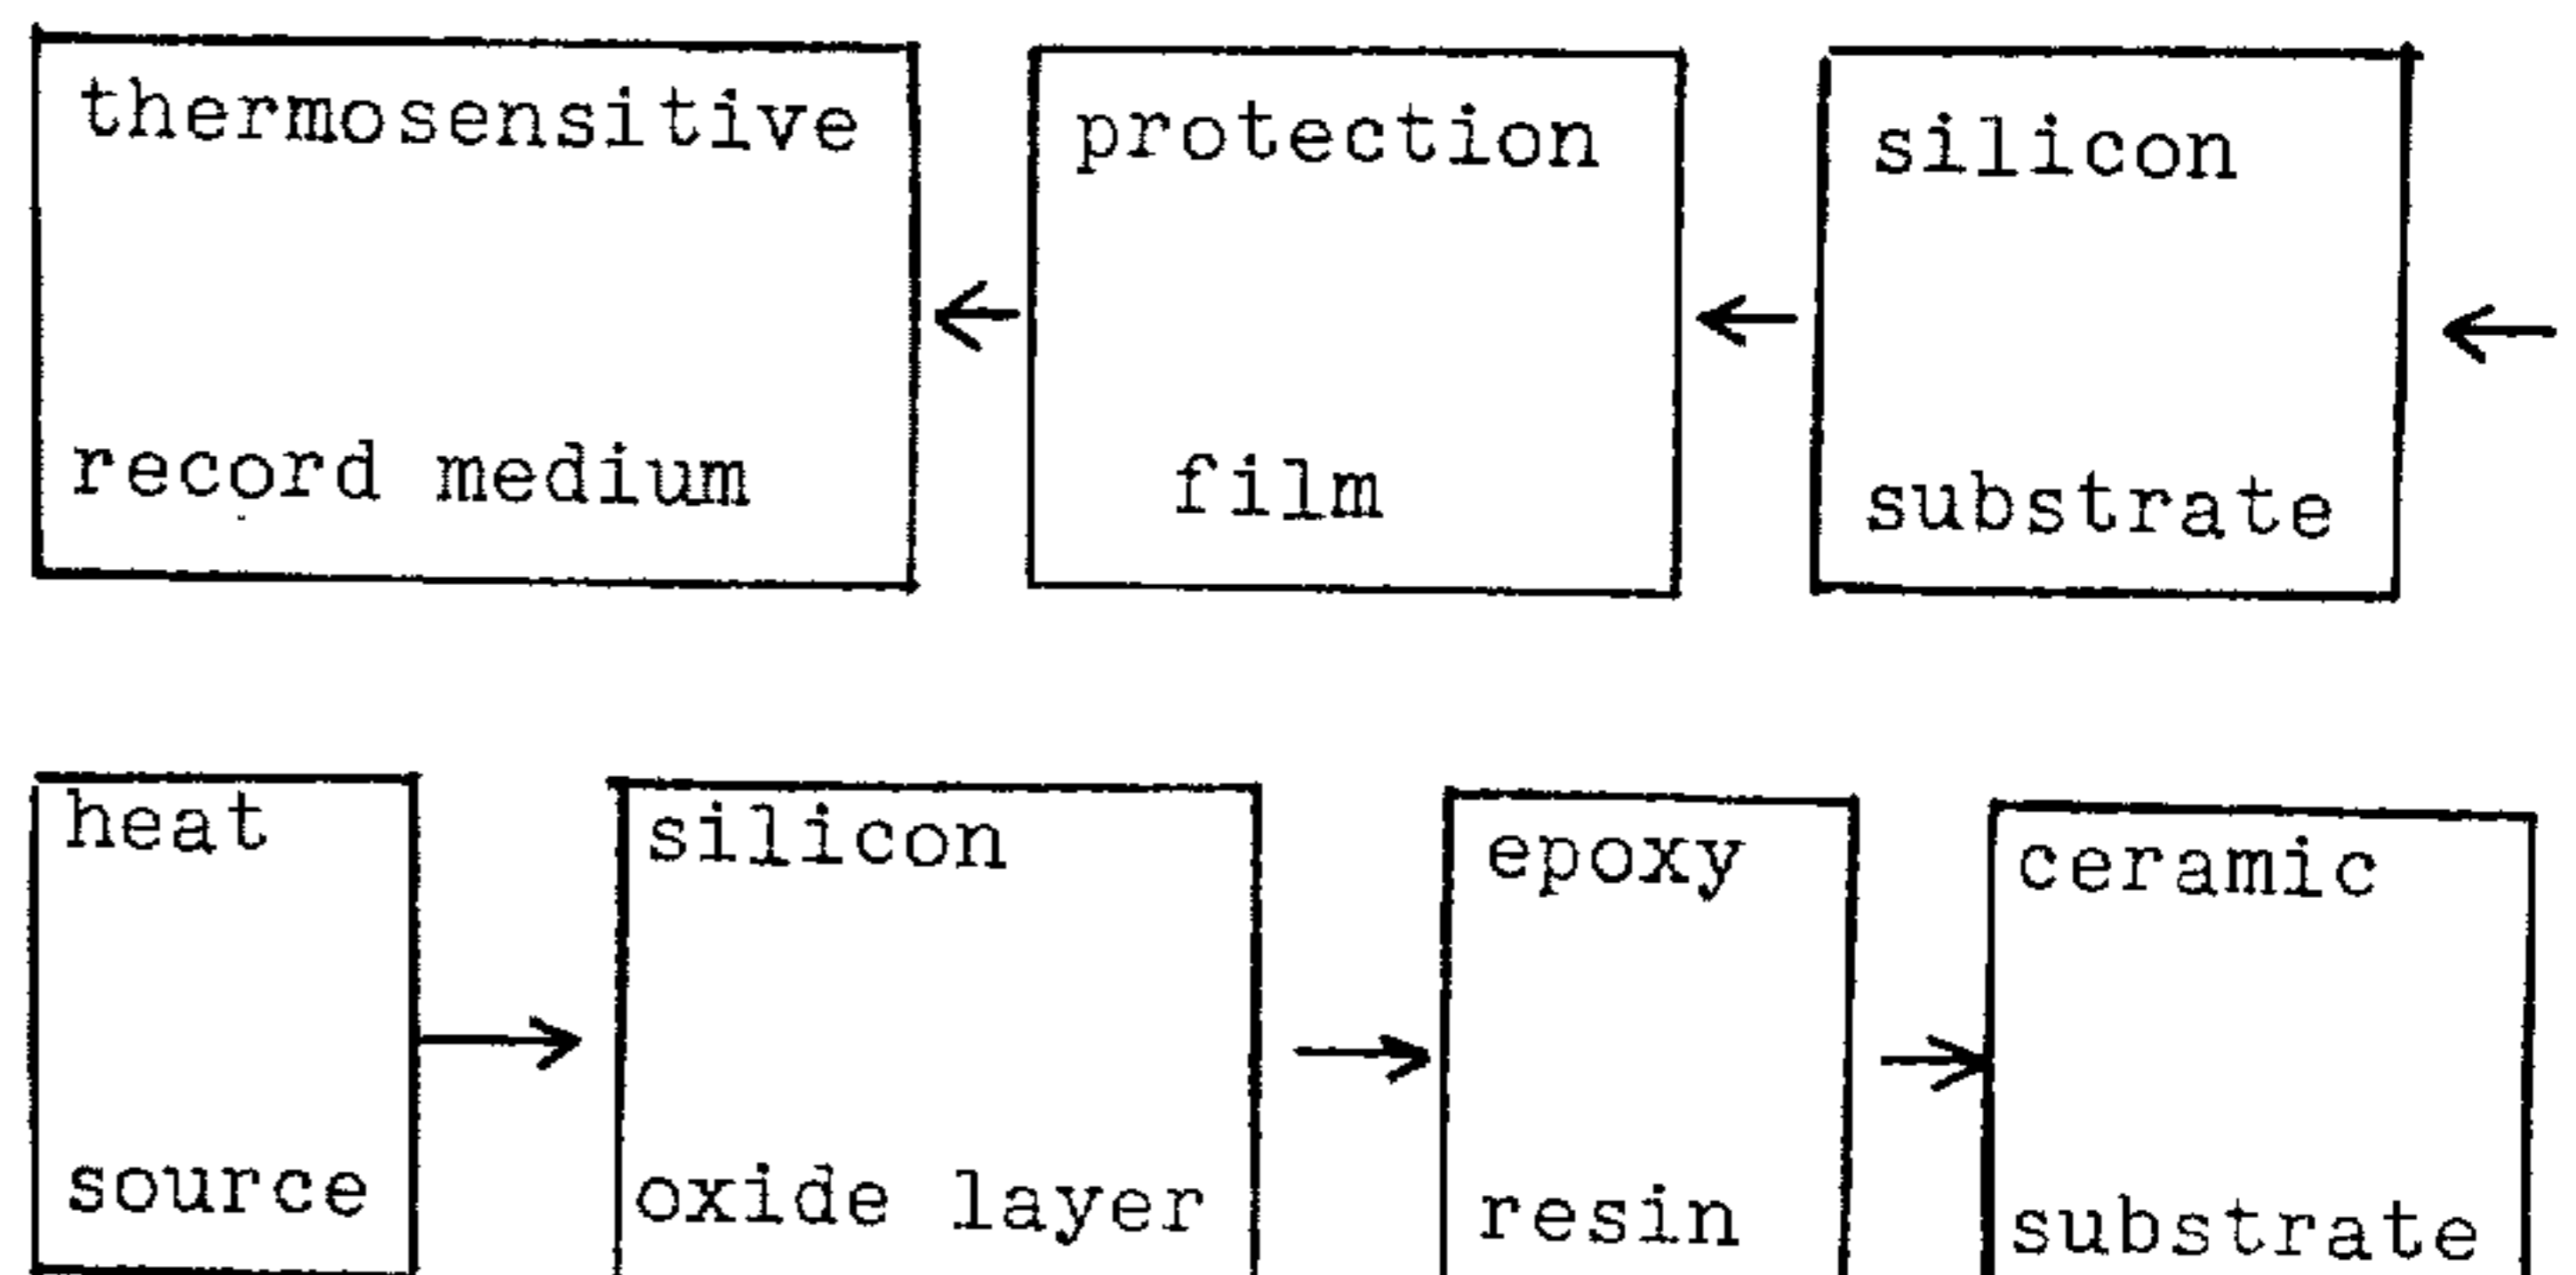 thermosensitive
record medium
protection
film
silicon
substrate
heat
source
silicon
oxide layer
epoxy
resin
ceramic
substrate